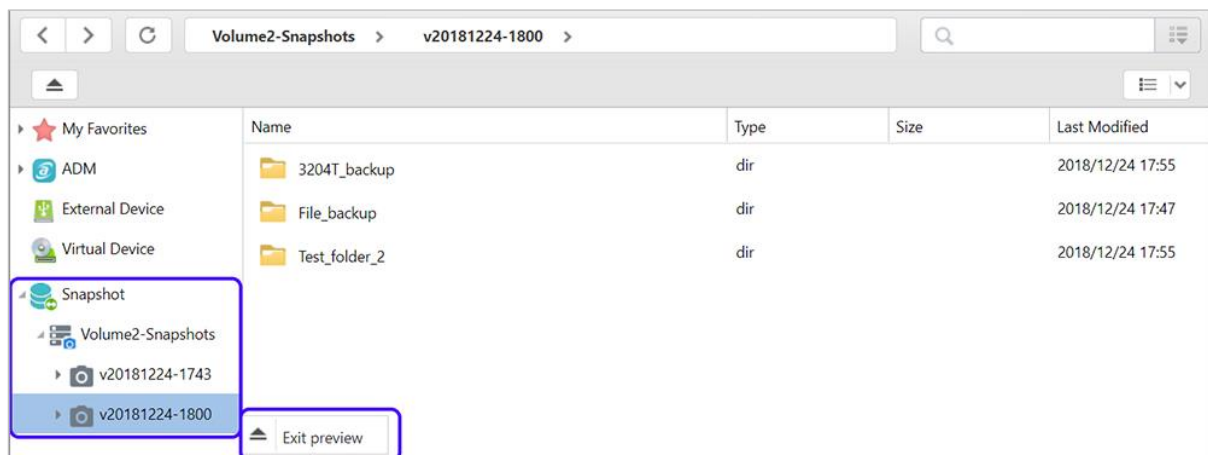 Volume2-Snapshots > v20181224-1800 >
Name Type Size Last Modified
My Favorites
3204T_backup dir 2018/12/24 17:55
ADM
File_backup dir 2018/12/24 17:47
External Device
Test_folder_2 dir 2018/12/24 17:55
Virtual Device
Snapshot
Volume2-Snapshots
v20181224-1743
v20181224-1800
Exit preview